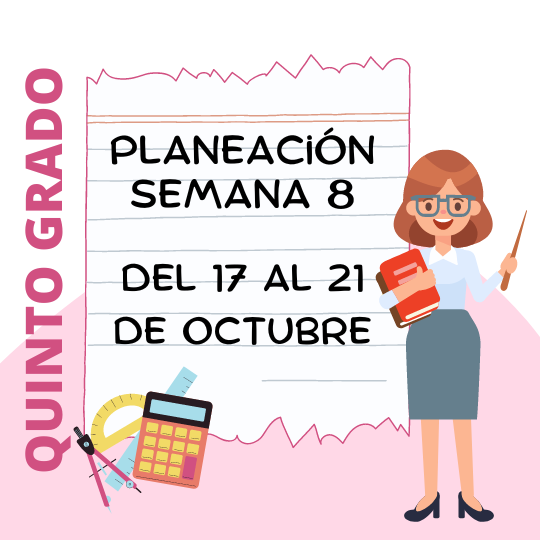 QUINTO GRADO
PLANEACIÓN
SEMANA 8
DEL 17 AL 21
DE OCTUBRE